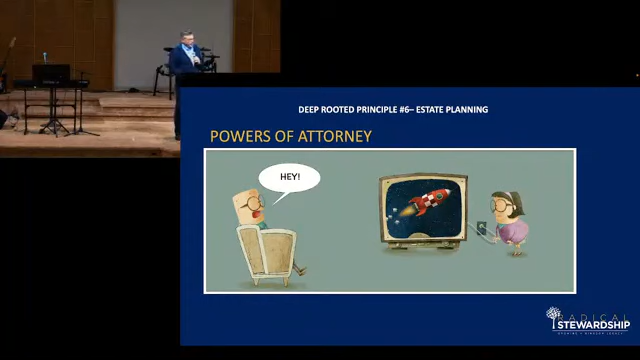 DEEP ROOTED PRINCIPLE #6– ESTATE PLANNING
POWERS OF ATTORNEY
HEY!
RADICAL
STEWARDSHIP